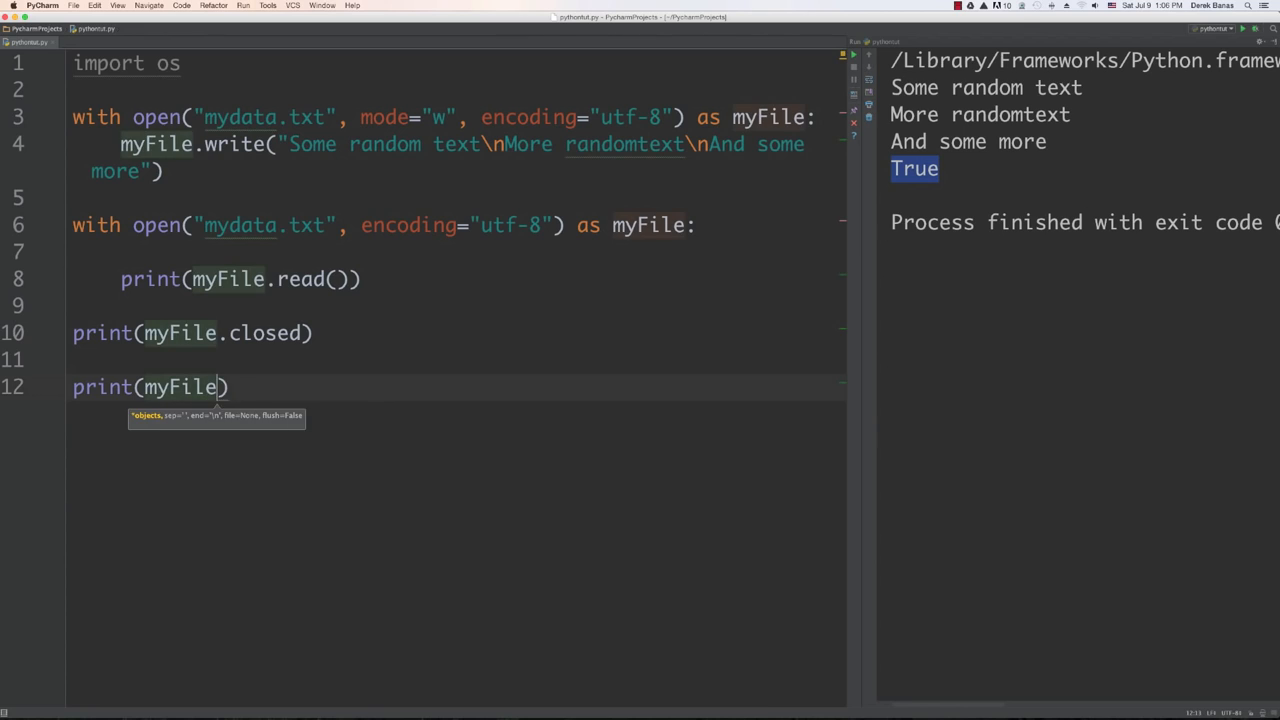 PyCharm File Edit View Navigate Code Refactor Run Tools VCS Window Help
10 Sat Jul 9 1:06 PM Derek Banas
pythontut.py - PycharmProjects - [~/PycharmProjects]
PycharmProjects pythontut.py
pythontut
pythontut.py
Run: pythontut
1 import os
2
3 with open("mydata.txt", mode="w", encoding="utf-8") as myFile:
4 myFile.write("Some random text\nMore randomtext\nAnd some
more")
5
6 with open("mydata.txt", encoding="utf-8") as myFile:
7
8 print(myFile.read())
9
10 print(myFile.closed)
11
12 print(myFile)
*objects, sep=' ', end="\n", file=None, flush=False
/Library/Frameworks/Python.framew
Some random text
More randomtext
And some more
True
Process finished with exit code
12:13 LF÷ UTF-8÷